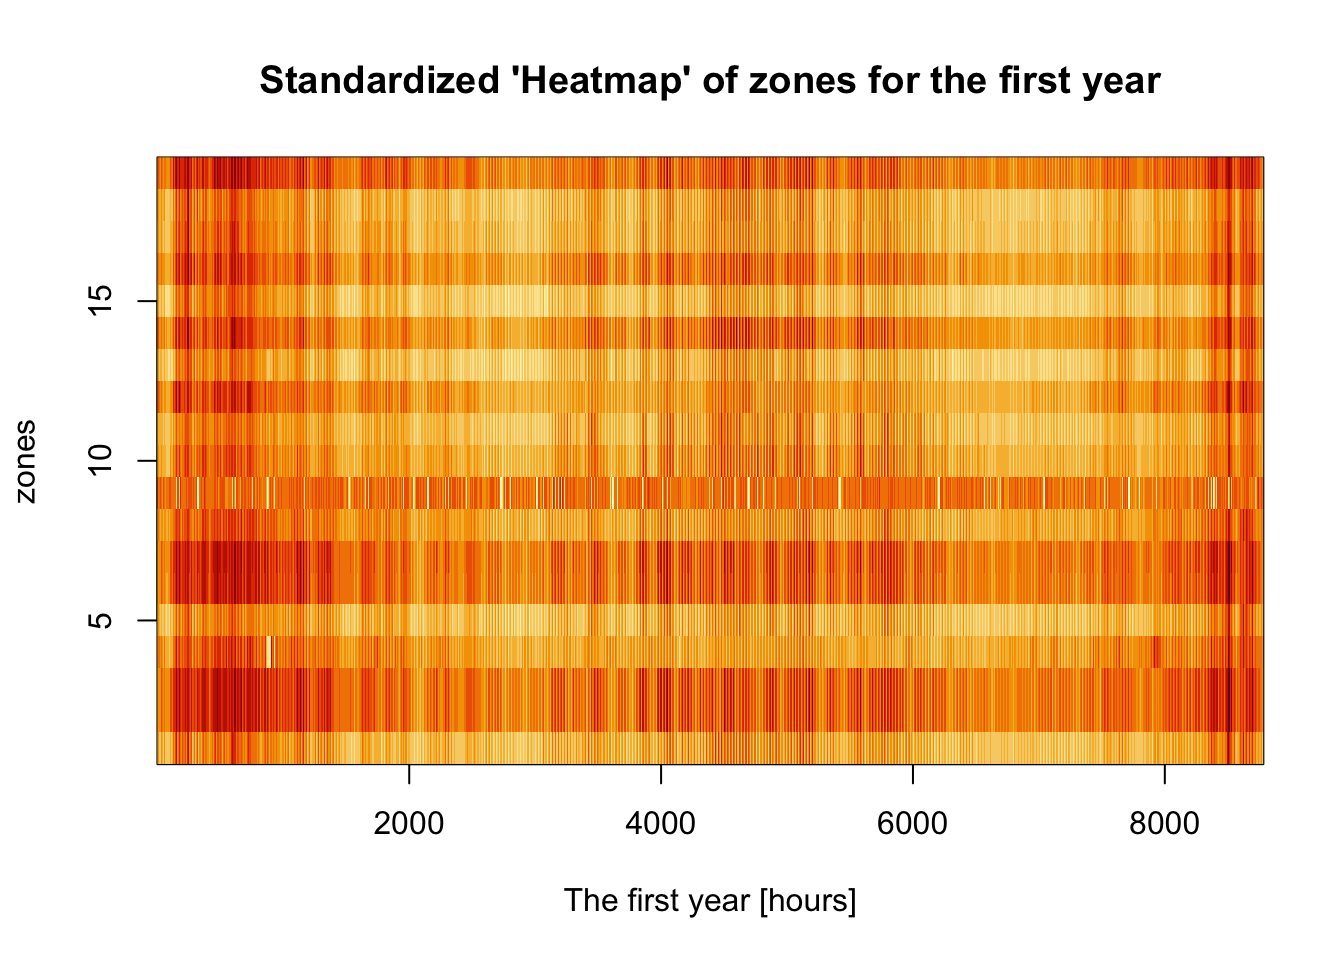 Standardized 'Heatmap' of zones for the first year
zones
15
10
5
2000 4000 6000 8000
The first year [hours]